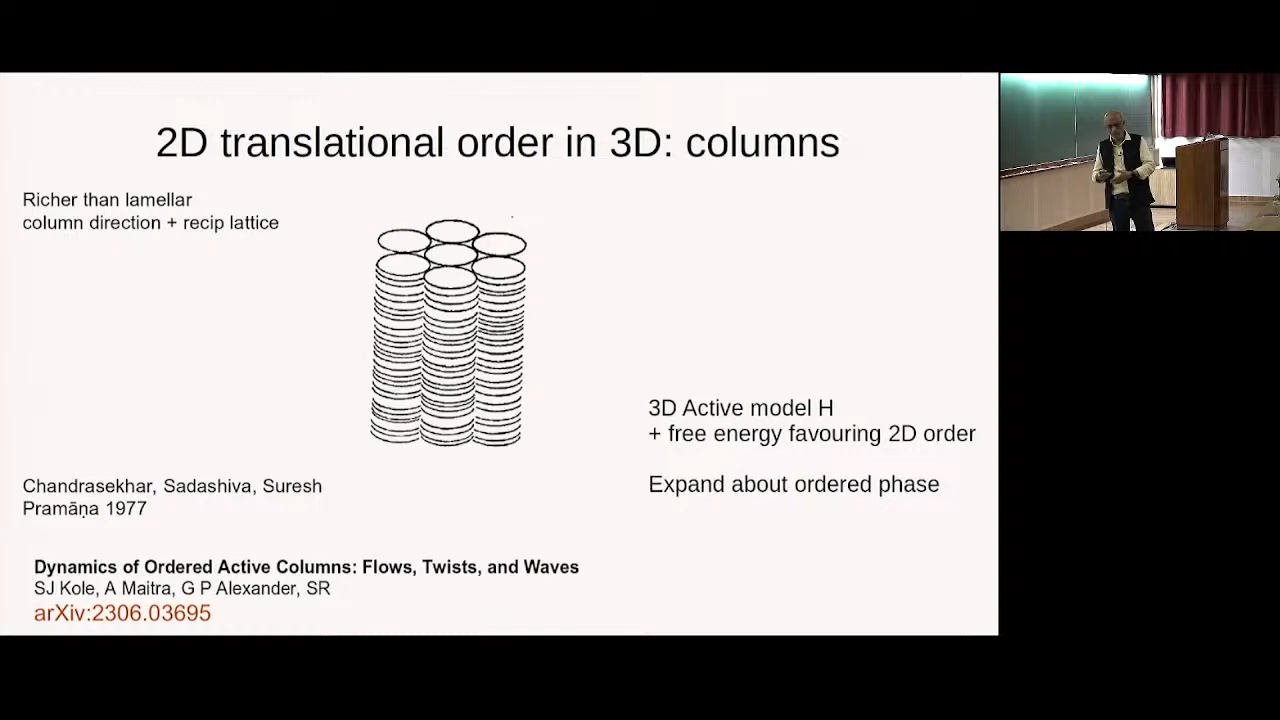 2D translational order in 3D: columns
Richer than lamellar
column direction + recip lattice
3D Active model H
+ free energy favouring 2D order
Expand about ordered phase
Chandrasekhar, Sadashiva, Suresh
Pramāṇa 1977
Dynamics of Ordered Active Columns: Flows, Twists, and Waves
SJ Kole, A Maitra, G P Alexander, SR
arXiv:2306.03695